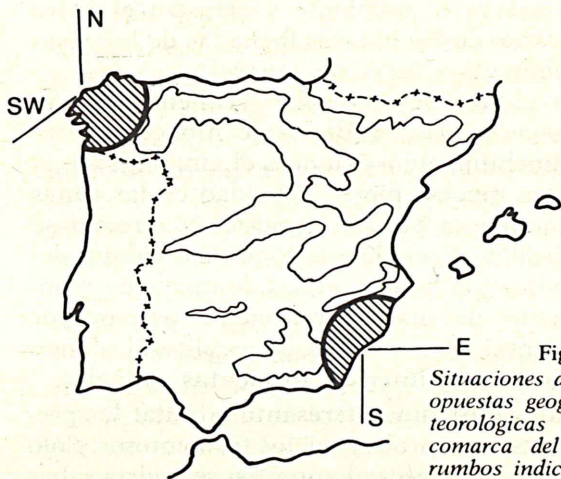 N
SW
E
S
Fig
Situaciones
opuestas geog
teorológicas
comarca del
rumbos indic